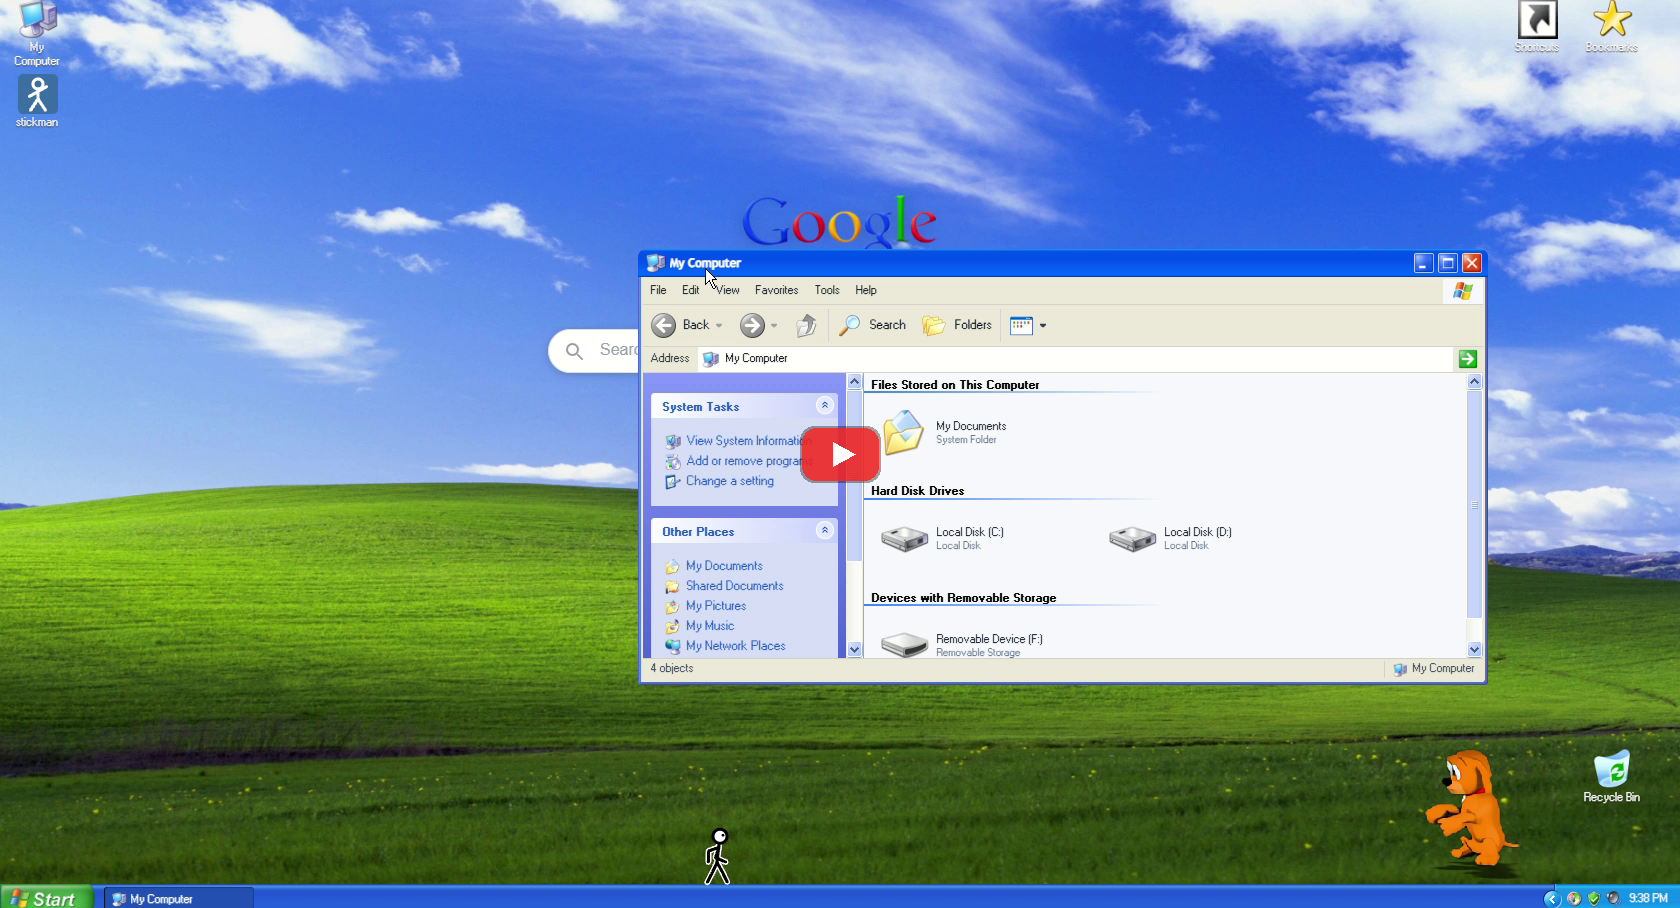 My
Computer
stickman
Shortcuts
Bookmarks
Google
My Computer
File Edit View Favorites Tools Help
Back Search Folders
Address My Computer
System Tasks
View System Information
Add or remove programs
Change a setting
Other Places
My Documents
Shared Documents
My Pictures
My Music
My Network Places
Files Stored on This Computer
My Documents
System Folder
Hard Disk Drives
Local Disk (C:)
Local Disk
Local Disk (D:)
Local Disk
Devices with Removable Storage
Removable Device (F:)
Removable Storage
4 objects
My Computer
Recycle Bin
Start
My Computer
9:38 PM